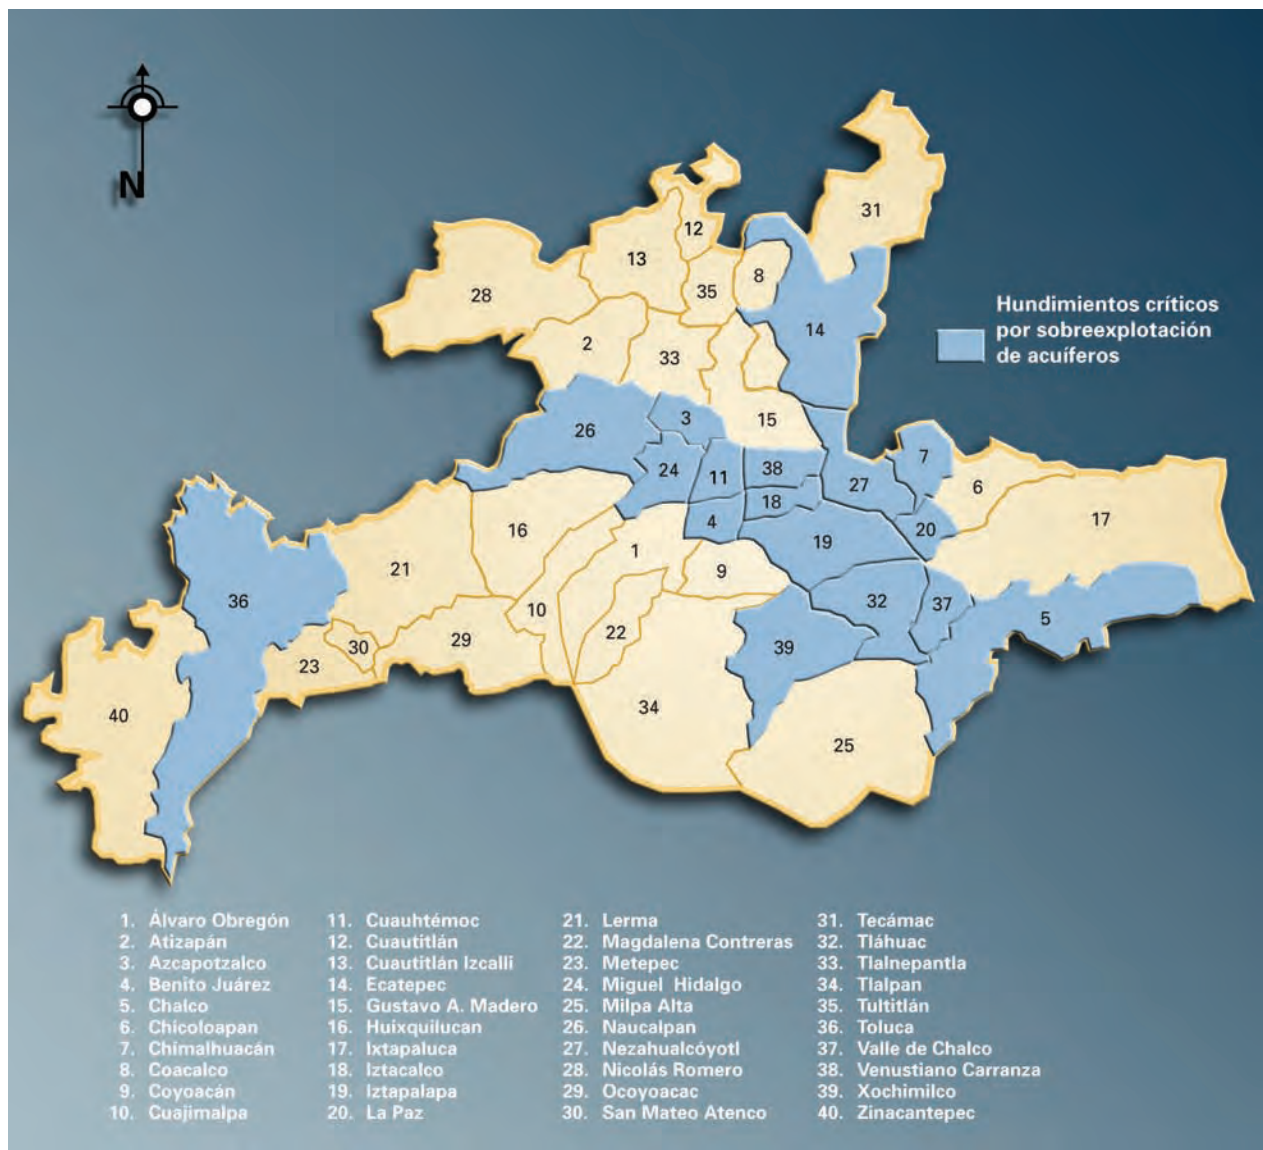 N
31
12
13
8
28
35
14
Hundimientos críticos
por sobreexplotación
de acuíferos
2
33
3
15
26
7
24
11
38
27
6
18
17
4
20
16
19
1
21
9
36
10
32
37
5
22
29
30
39
23
34
40
25
1. Álvaro Obregón
2. Atizapán
3. Azcapotzalco
4. Benito Juárez
5. Chalco
6. Chicoloapan
7. Chimalhuacán
8. Coacalco
9. Coyoacán
10. Cuajimalpa
11. Cuauhtémoc
12. Cuautitlán
13. Cuautitlán Izcalli
14. Ecatepec
15. Gustavo A. Madero
16. Huixquilucan
17. Ixtapaluca
18. Iztacalco
19. Iztapalapa
20. La Paz
21. Lerma
22. Magdalena Contreras
23. Metepec
24. Miguel Hidalgo
25. Milpa Alta
26. Naucalpan
27. Nezahualcóyotl
28. Nicolás Romero
29. Ocoyoacac
30. San Mateo Atenco
31. Tecámac
32. Tláhuac
33. Tlalnepantla
34. Tlalpan
35. Tultitlán
36. Toluca
37. Valle de Chalco
38. Venustiano Carranza
39. Xochimilco
40. Zinacantepec